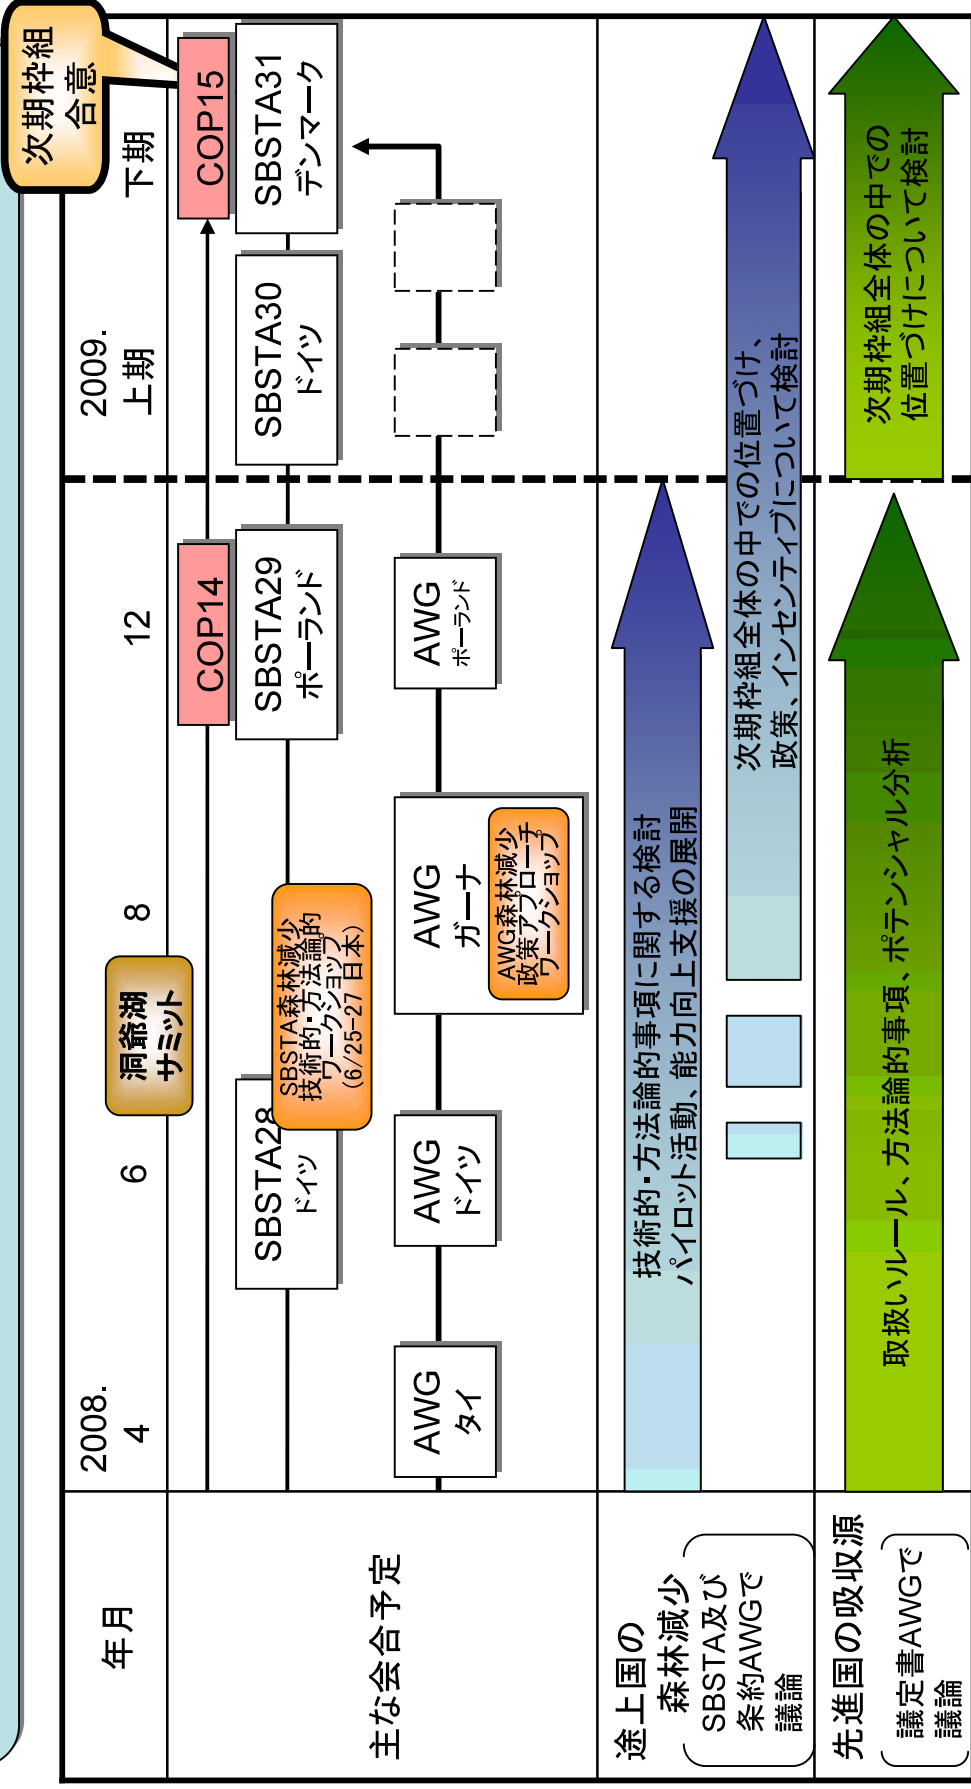 次期枠組
合意
年月
2008.
4
6
8
12
2009.
上期
下期
洞爺湖
サミット
主な会合予定
COP14
COP15
SBSTA28
ドイツ
SBSTA29
ポーランド
SBSTA30
ドイツ
SBSTA31
デンマーク
SBSTA森林減少
技術的・方法論的
ワークショップ
(6/25-27 日本)
AWG
タイ
AWG
ドイツ
AWG
ガーナ
AWG森林減少
政策アプローチ
ワークショップ
AWG
ポーランド
途上国の
森林減少
SBSTA及び
条約AWGで
議論
技術的・方法論的事項に関する検討
パイロット活動、能力向上支援の展開
次期枠組全体の中での位置づけ、
政策、インセンティブについて検討
先進国の吸収源
議定書AWGで
議論
取扱いルール、方法論的事項、ポテンシャル分析
次期枠組全体の中での
位置づけについて検討